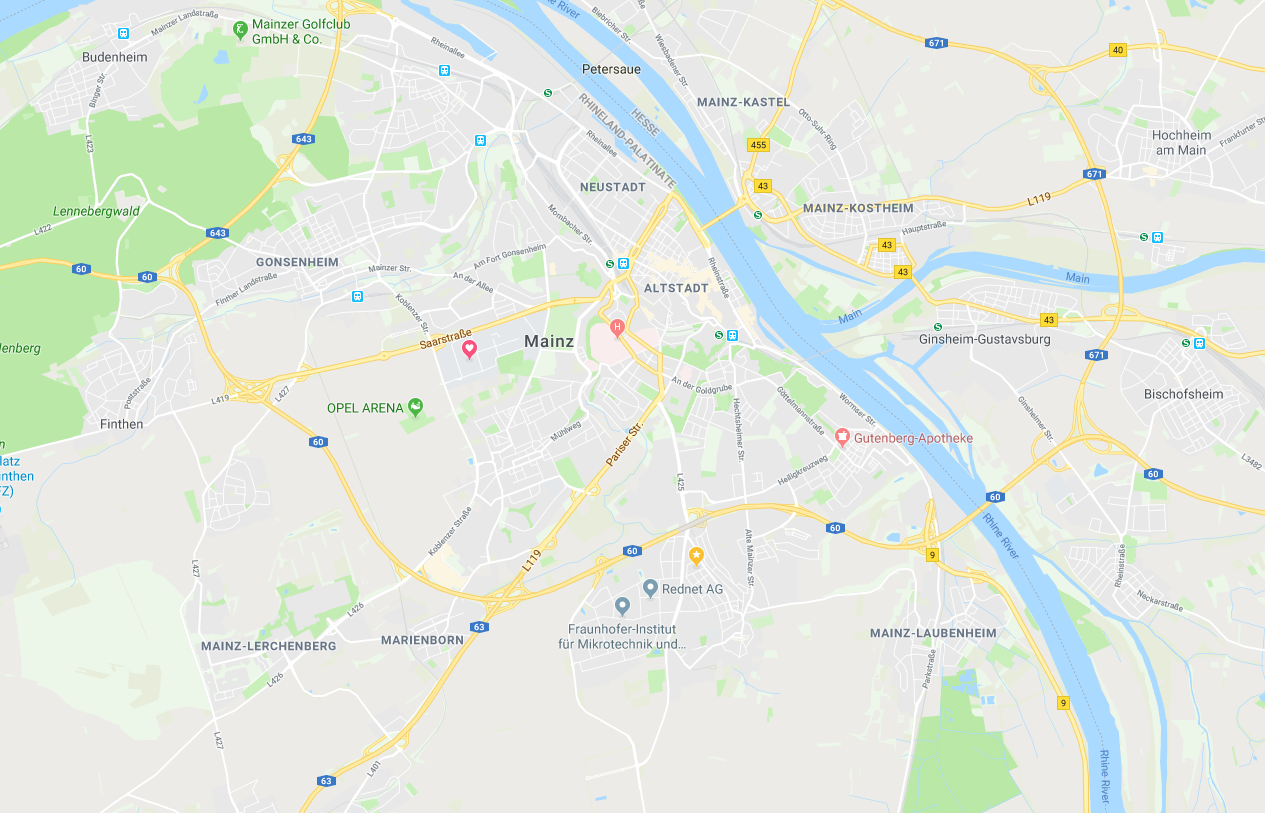 Mainzer Landstraße
Mainzer Golfclub
GmbH & Co.
Budenheim
Binger Str.
L423
Rheinallee
Rhine River
Biebricher Str.
Wiesbadener Str.
Petersaue
671
40
MAINZ-KASTEL
Otto-Suhr-Ring
Hochheim
am Main
Frankfurter Str.
643
HESSE
RHINELAND-PALATINATE
Rheinallee
455
671
NEUSTADT
43
L119
MAINZ-KOSTHEIM
Lennebergwald
L422
643
Mombacher Str.
Hauptstraße
43
GONSENHEIM
Am Fort Gonsenheim
Mainzer Str.
An der Allee
Finther Landstraße
60
60
43
Main
Rheinstraße
ALTSTADT
Koblenzer Str.
Main
43
Saarstraße
Mainz
H
Ginsheim-Gustavsburg
671
lenberg
Poststraße
L419
L427
An der Goldgrube
Göttelmannstraße
Wormser Str.
Hechtsheimer Str.
Ginsheimer Str.
Bischofsheim
OPEL ARENA
Finthen
60
Mühlweg
Pariser Str.
Gutenberg-Apotheke
L3482
n
latz
nthen
FZ)
Heiligkreuzweg
L425
60
60
Koblenzer Straße
Rhine River
60
60
Alte Mainzer Str.
9
L119
Rheinstraße
L427
Rednet AG
Neckarstraße
L426
Fraunhofer-Institut
für Mikrotechnik und...
63
MARIENBORN
MAINZ-LERCHENBERG
MAINZ-LAUBENHEIM
Parkstraße
L426
9
L427
L401
63
Rhine River